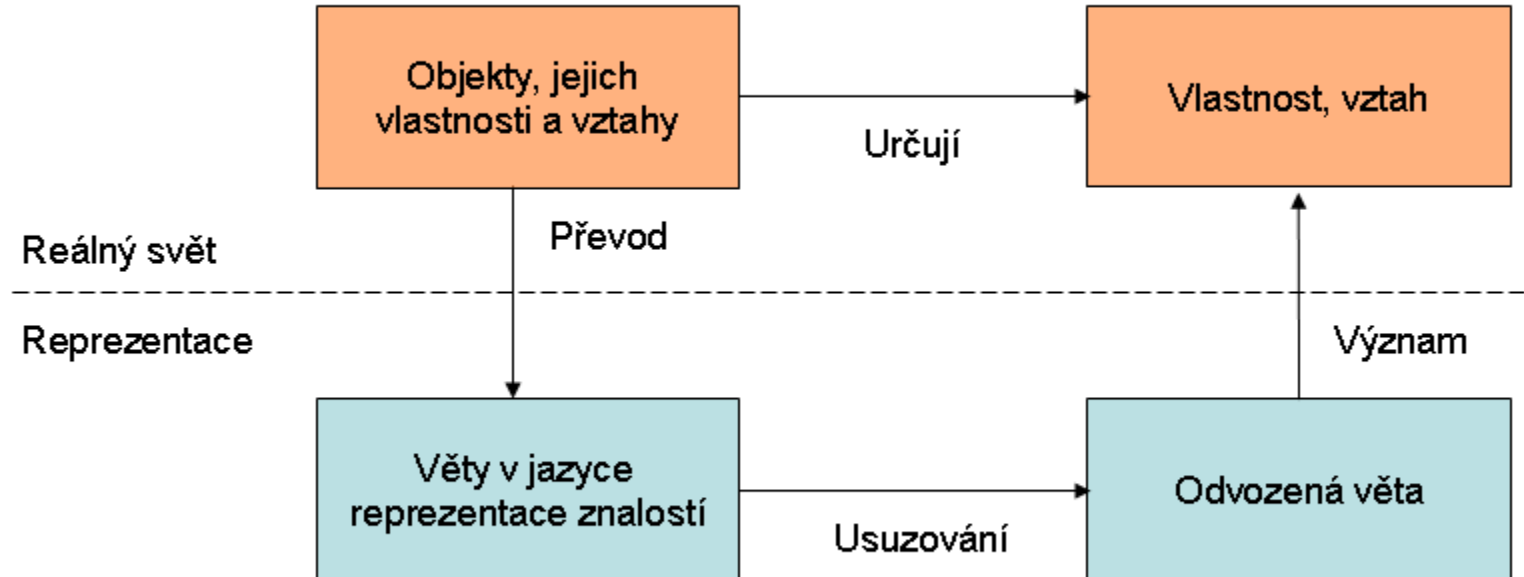 Objekty, jejich
vlastnosti a vztahy
Určují
Vlastnost, vztah
Převod
Reálný svět
Reprezentace
Význam
Věty v jazyce
reprezentace znalostí
Usuzování
Odvozená věta